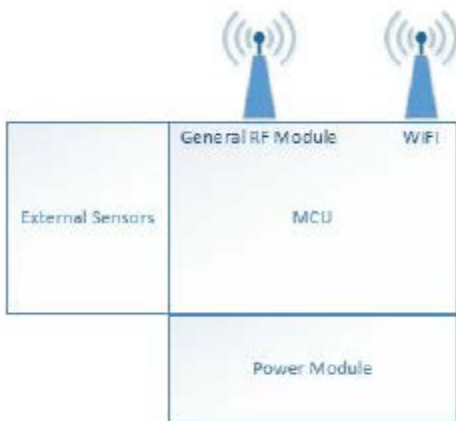 General RF Module WiFi
External Sensors MCU
Power Module